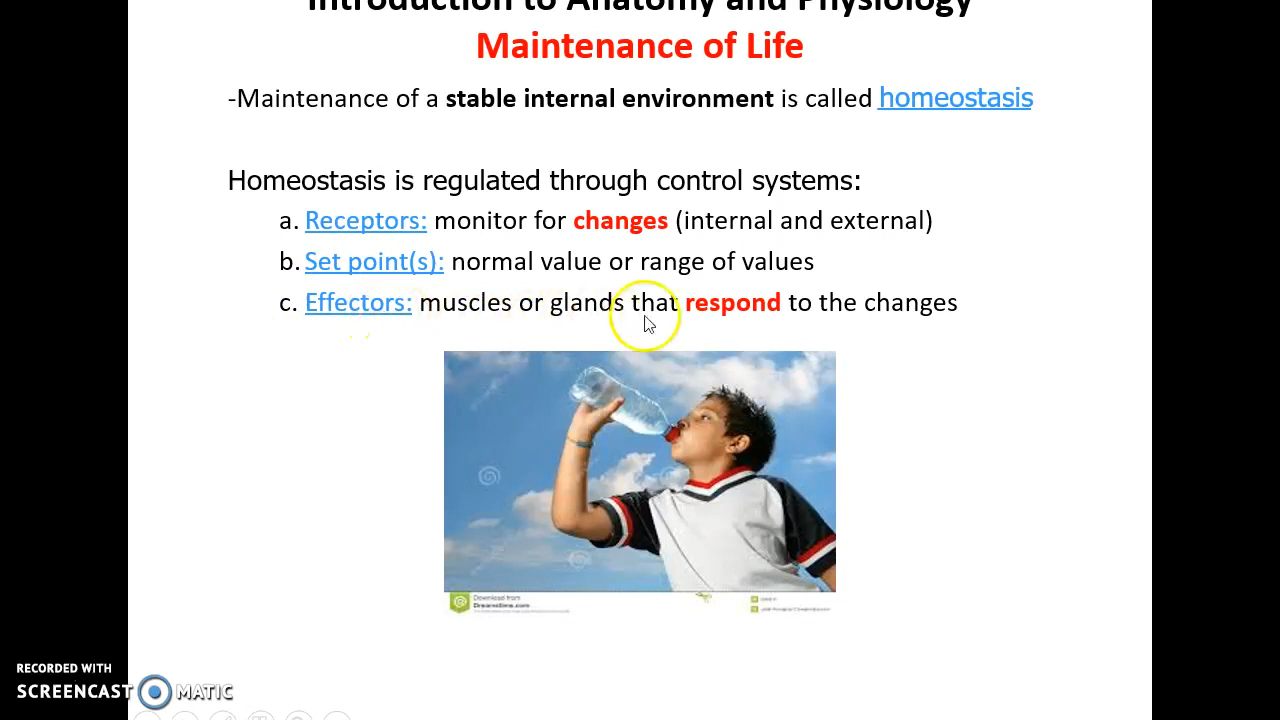 Introduction to Anatomy and Physiology
Maintenance of Life
-Maintenance of a stable internal environment is called homeostasis
Homeostasis is regulated through control systems:
a. Receptors: monitor for changes (internal and external)
b. Set point(s): normal value or range of values
c. Effectors: muscles or glands that respond to the changes
Download from
Dreamstime.com
RECORDED WITH
SCREENCAST MATIC